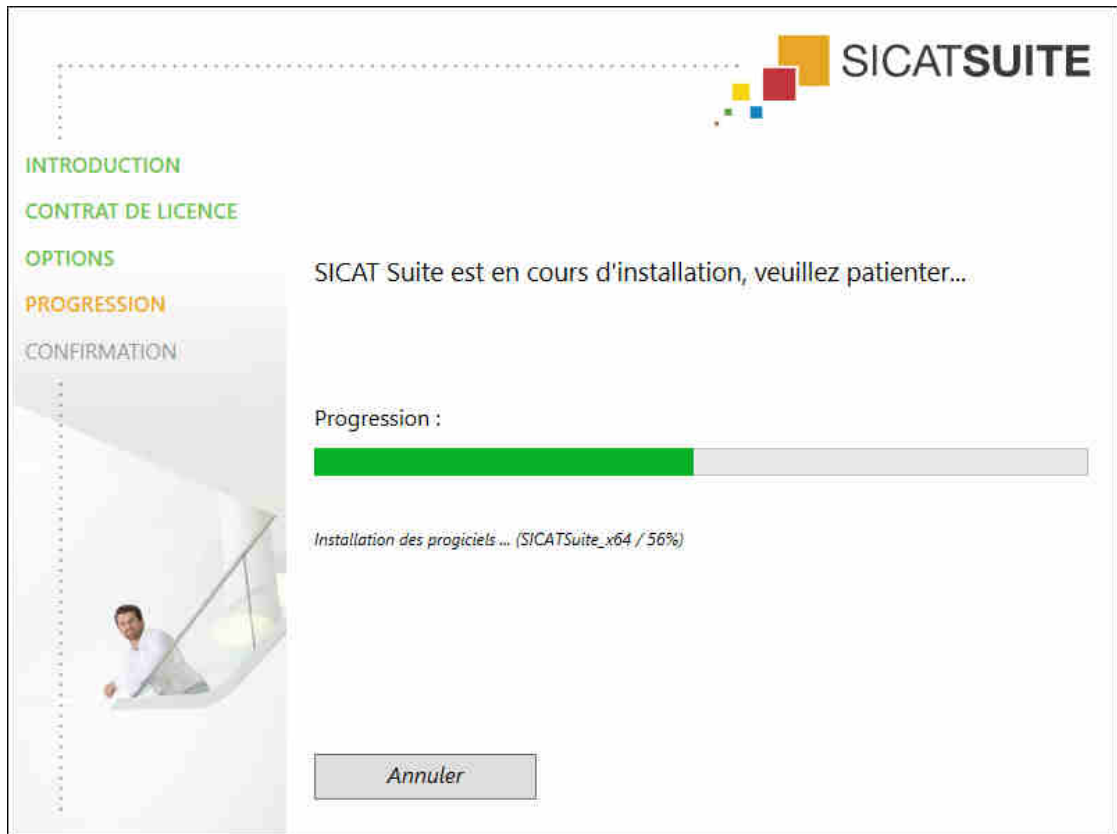 SICATSUITE
INTRODUCTION
CONTRAT DE LICENCE
OPTIONS
PROGRESSION
CONFIRMATION
SICAT Suite est en cours d'installation, veuillez patienter...
Progression :
Installation des progiciels ... (SICATSuite_x64 / 56%)
Annuler